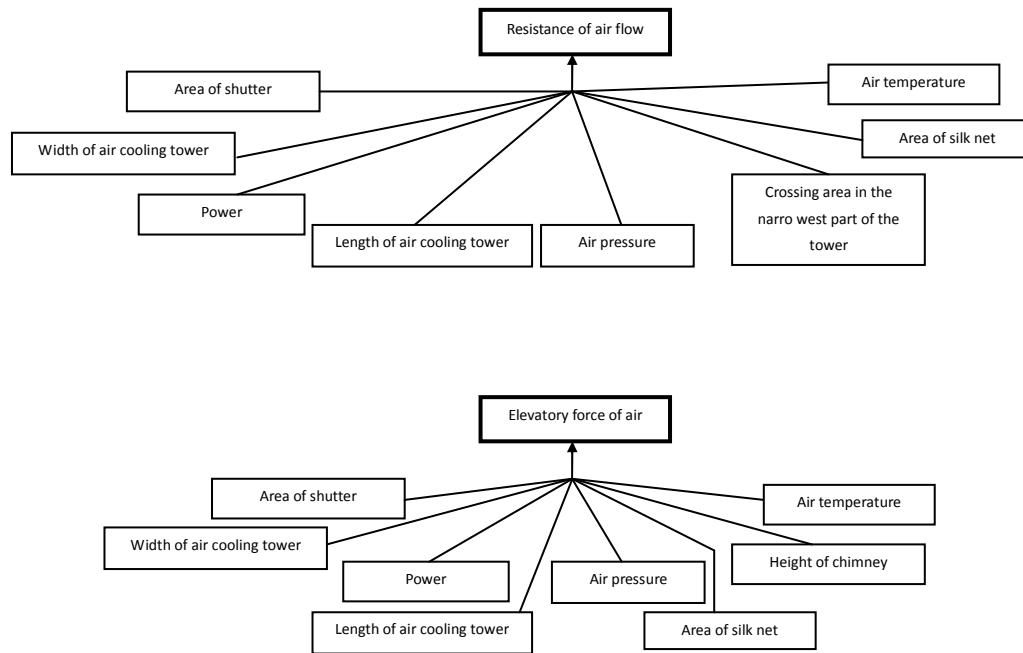 Resistance of air flow
Area of shutter
Air temperature
Width of air cooling tower
Area of silk net
Power
Crossing area in the
narro west part of the
tower
Length of air cooling tower
Air pressure
Elevatory force of air
Area of shutter
Air temperature
Width of air cooling tower
Height of chimney
Power
Air pressure
Length of air cooling tower
Area of silk net